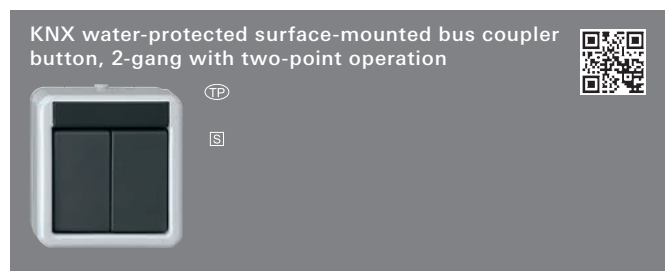 KNX water-protected surface-mounted bus coupler
button, 2-gang with two-point operation
TP
S